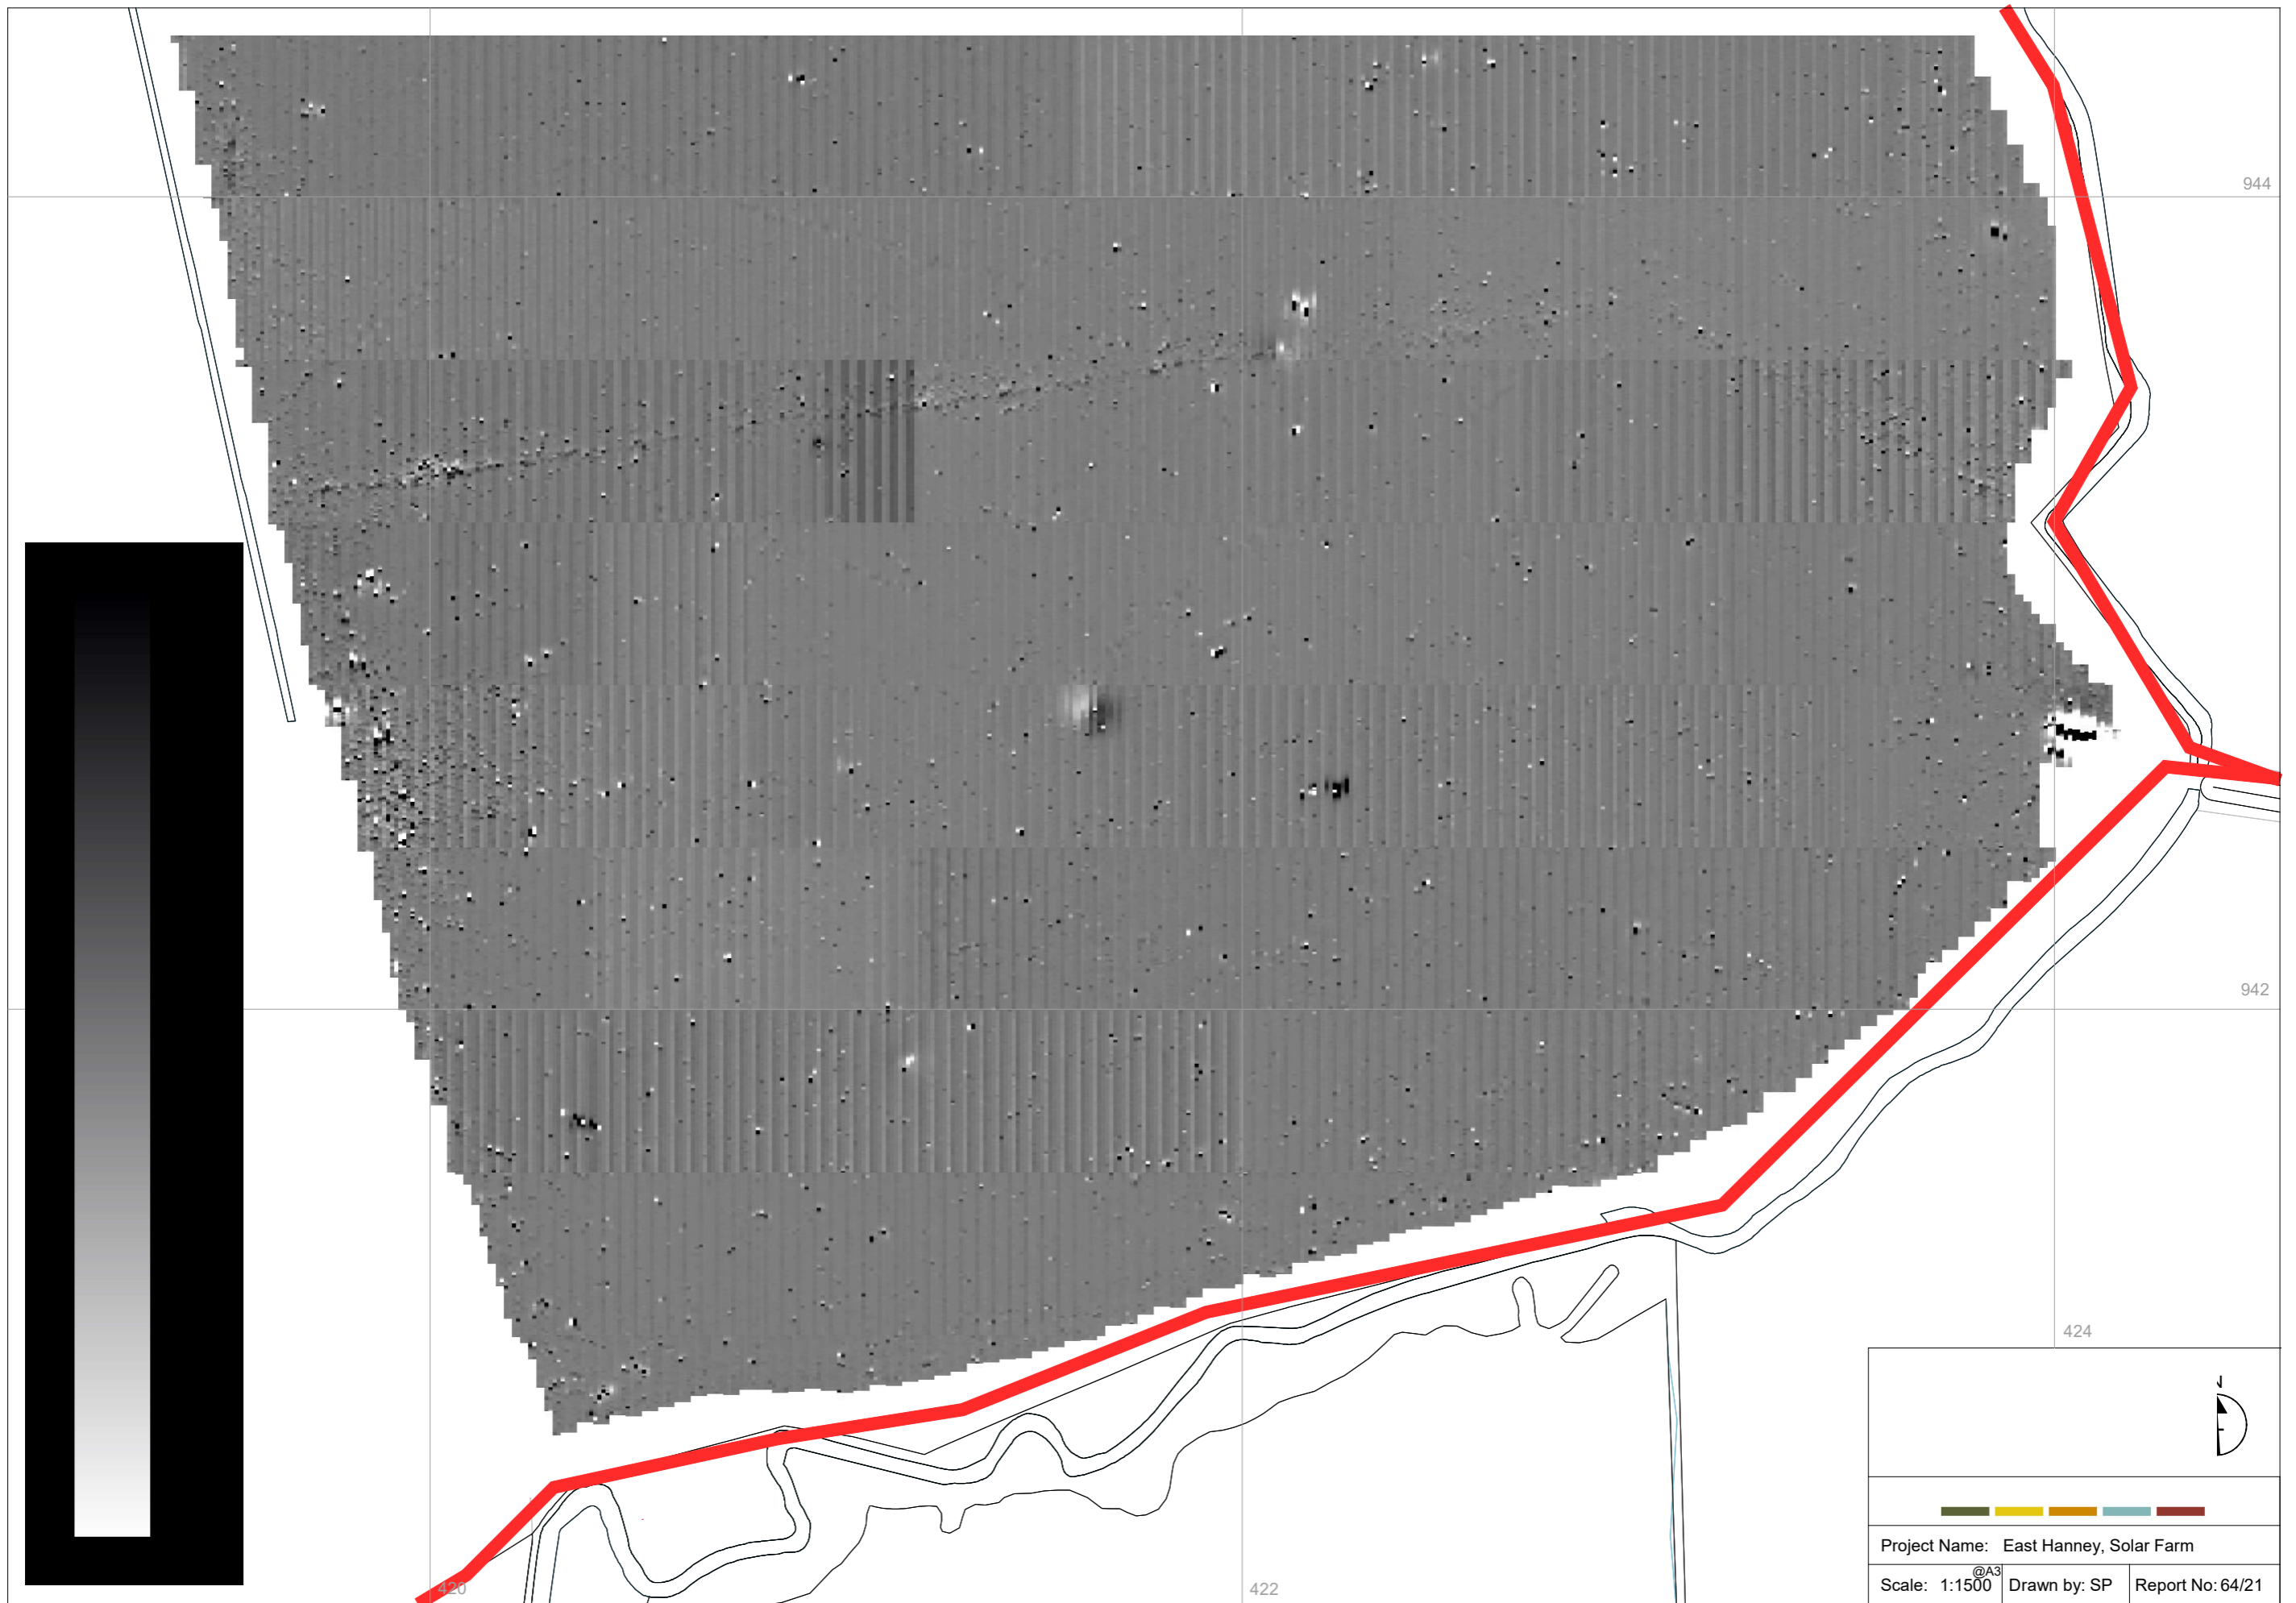 944
942
424
N
Project Name: East Hanney, Solar Farm
Scale: 1:1500 @A3 Drawn by: SP Report No: 64/21
420
422